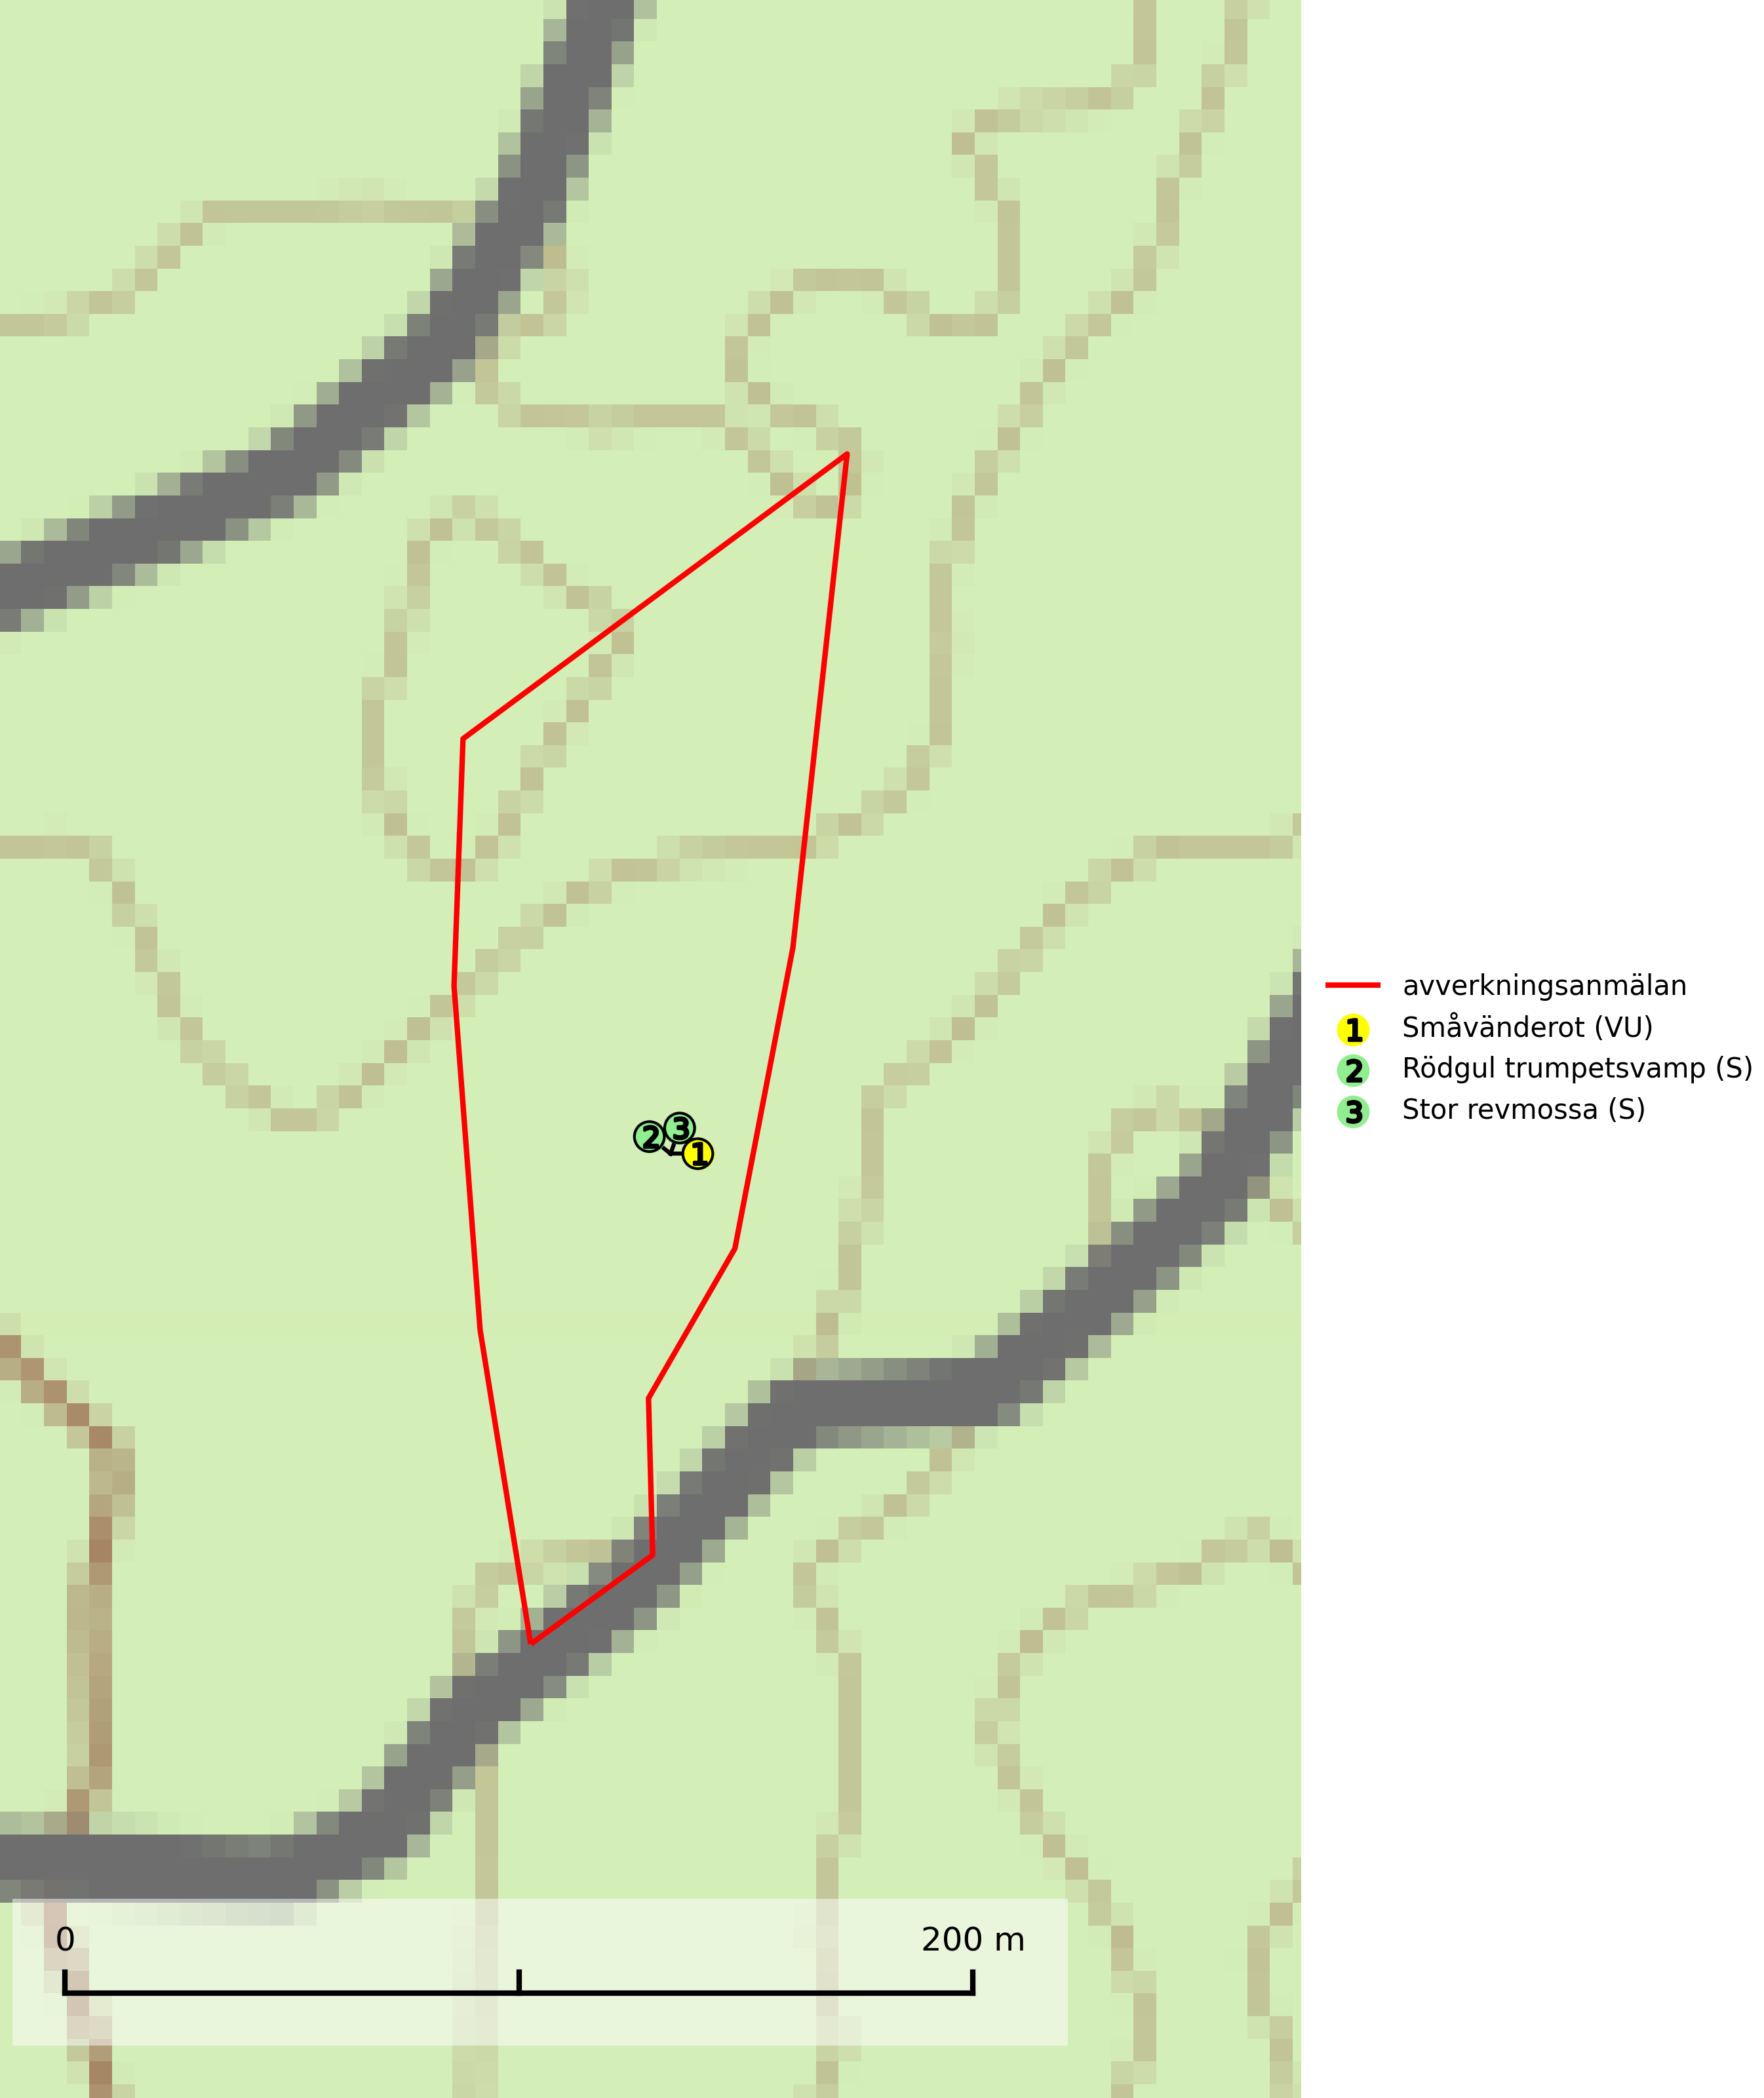 avverkningsanmälan
1 Småvänderot (VU)
2 Rödgul trumpetsvamp (S)
3 Stor revmossa (S)
2 3
1
0 200 m